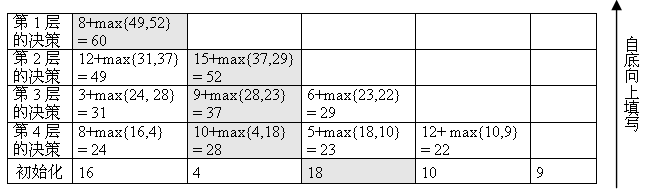 第 1 层 8+max{49,52}
的决策 = 60
第 2 层 12+max{31,37} 15+max{37,29}
的决策 = 49 = 52
第 3 层 3+max{24, 28} 9+max{28,23} 6+max{23,22}
的决策 = 31 = 37 = 29
第 4 层 8+max{16,4} 10+max{4,18} 5+max{18,10} 12+ max{10,9}
的决策 = 24 = 28 = 23 = 22
初始化 16 4 18 10 9
自底向上填写